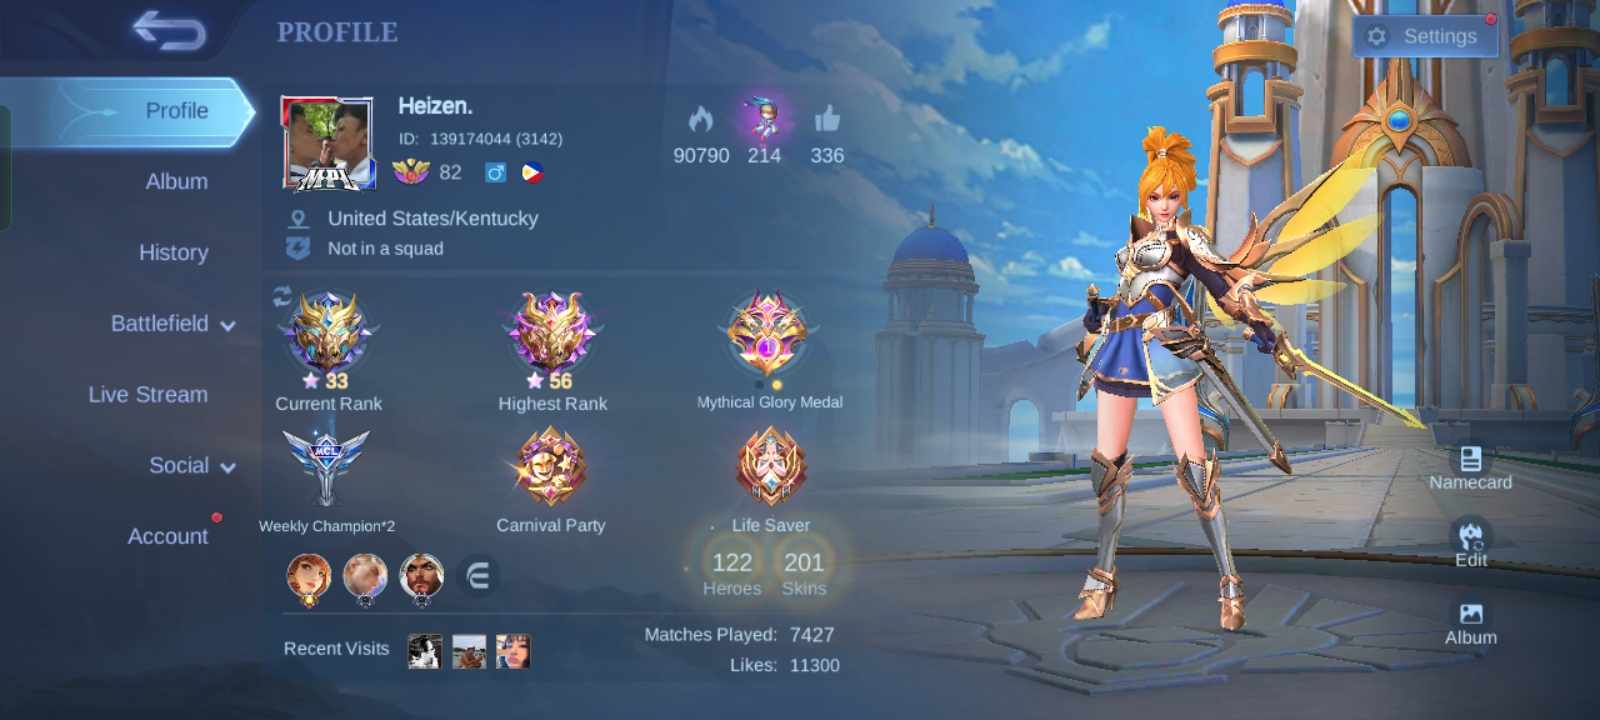 PROFILE
Settings
Profile
Album
History
Battlefield
Live Stream
Social
Account
Heizen.
ID: 139174044 (3142)
82
90790 214 336
MPL
United States/Kentucky
Not in a squad
33 56 1
Current Rank Highest Rank Mythical Glory Medal
MCL
Weekly Champion*2 Carnival Party Life Saver
122 201
Heroes Skins
Recent Visits
Matches Played: 7427
Likes: 11300
Namecard
Edit
Album